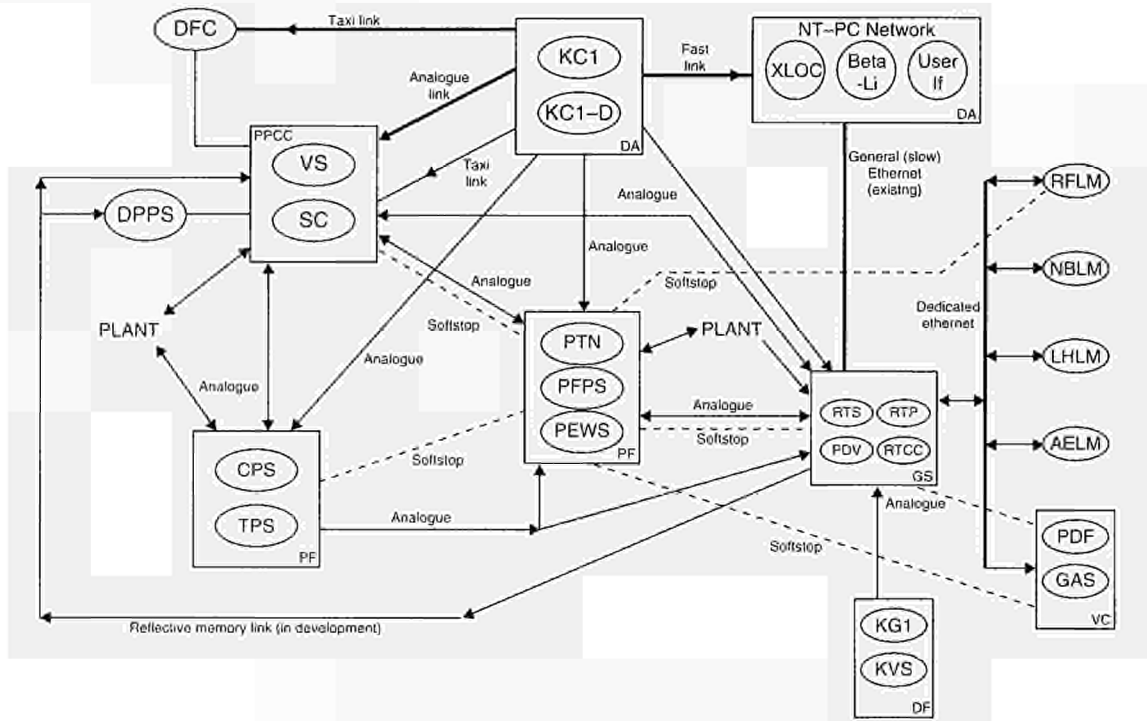 DFC
Taxi link
KC1
KC1–D
DA
Fast
link
NT–PC Network
XLOC
Beta
-Li
User
If
DA
Analogue
link
PPCC
VS
SC
Taxi
link
DPPS
Analogue
General (slow)
Ethernet
(existng)
RFLM
Analogue
Analogue
Softstop
NBLM
PLANT
Softstop
PTN
PFPS
PEWS
PF
PLANT
Dedicated
ethernet
LHLM
Analogue
Analogue
Analogue
Softstop
RTS
RTP
PDV
RTCC
GS
AELM
CPS
TPS
PF
Softstop
Analogue
Analogue
Softstop
PDF
GAS
VC
Reflective memory link (in development)
KG1
KVS
DF